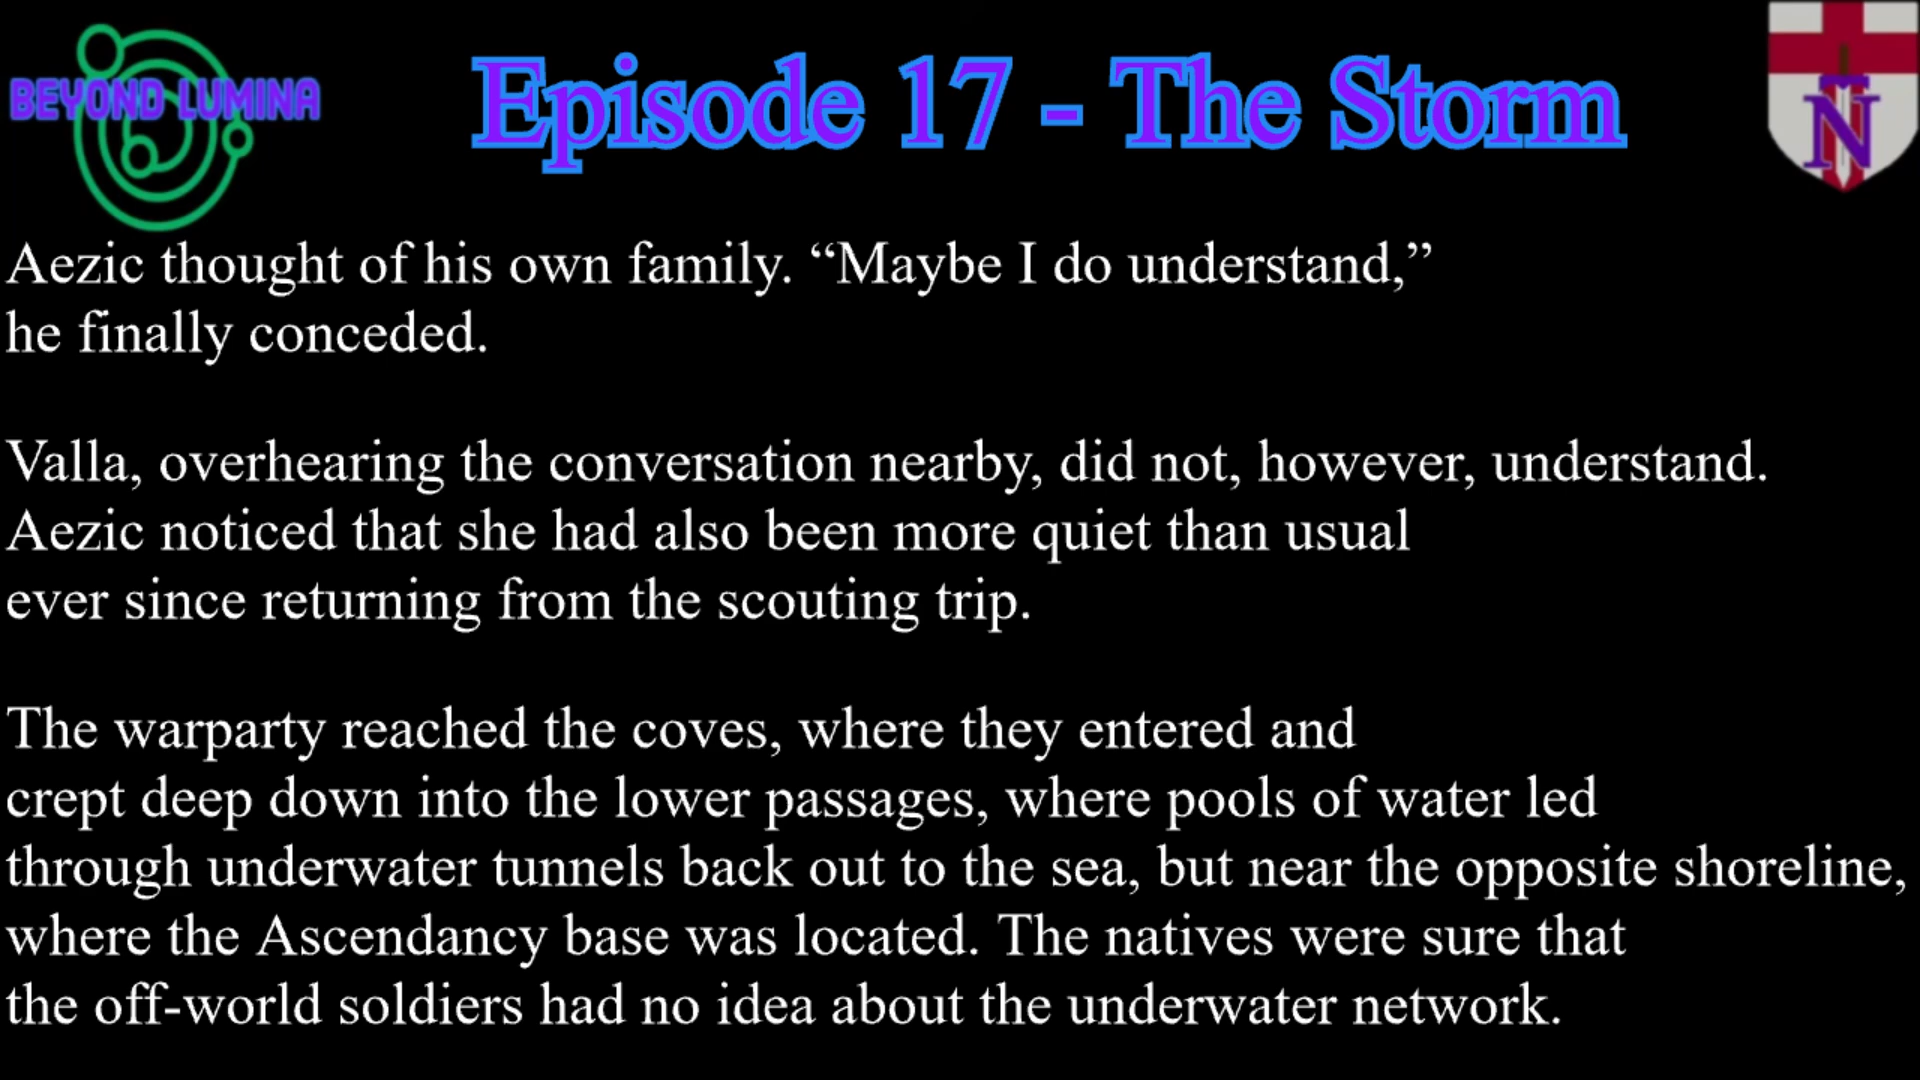 BEYOND LUMINA
Episode 17 - The Storm
N
Aezic thought of his own family. “Maybe I do understand,”
he finally conceded.
Valla, overhearing the conversation nearby, did not, however, understand.
Aezic noticed that she had also been more quiet than usual
ever since returning from the scouting trip.
The warparty reached the coves, where they entered and
crept deep down into the lower passages, where pools of water led
through underwater tunnels back out to the sea, but near the opposite shoreline,
where the Ascendancy base was located. The natives were sure that
the off-world soldiers had no idea about the underwater network.